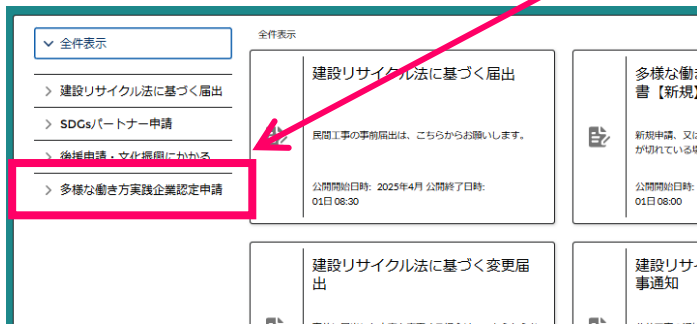 全件表示
建設リサイクル法に基づく届出
SDGsパートナー申請
後援申請・文化振興にかかる
多様な働き方実践企業認定申請
全件表示
建設リサイクル法に基づく届出
民間工事の事前届出は、こちらからお願いします。
公開開始日時: 2025年4月 公開終了日時:
01日 08:30
多様な働き
書【新規】
新規申請、又は
が切れている場
公開開始日時:
01日 08:00
建設リサイクル法に基づく変更届
出
建設リサイ
事通知